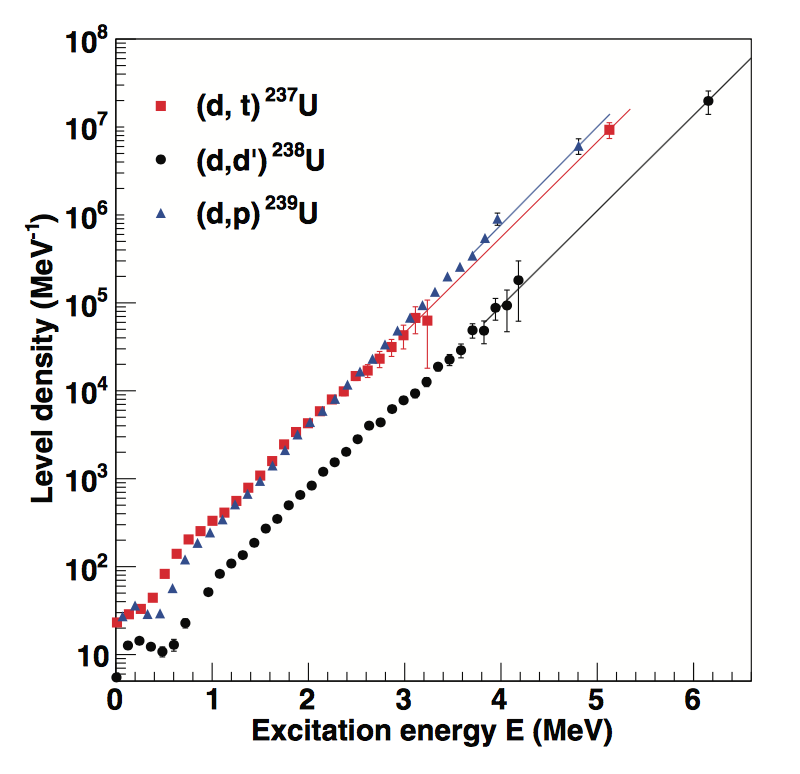 10⁸
10⁷
10⁶
10⁵
10⁴
10³
10²
10
Level density (MeV⁻¹)
(d, t) ²³⁷U
(d,d') ²³⁸U
(d,p) ²³⁹U
0 1 2 3 4 5 6
Excitation energy E (MeV)